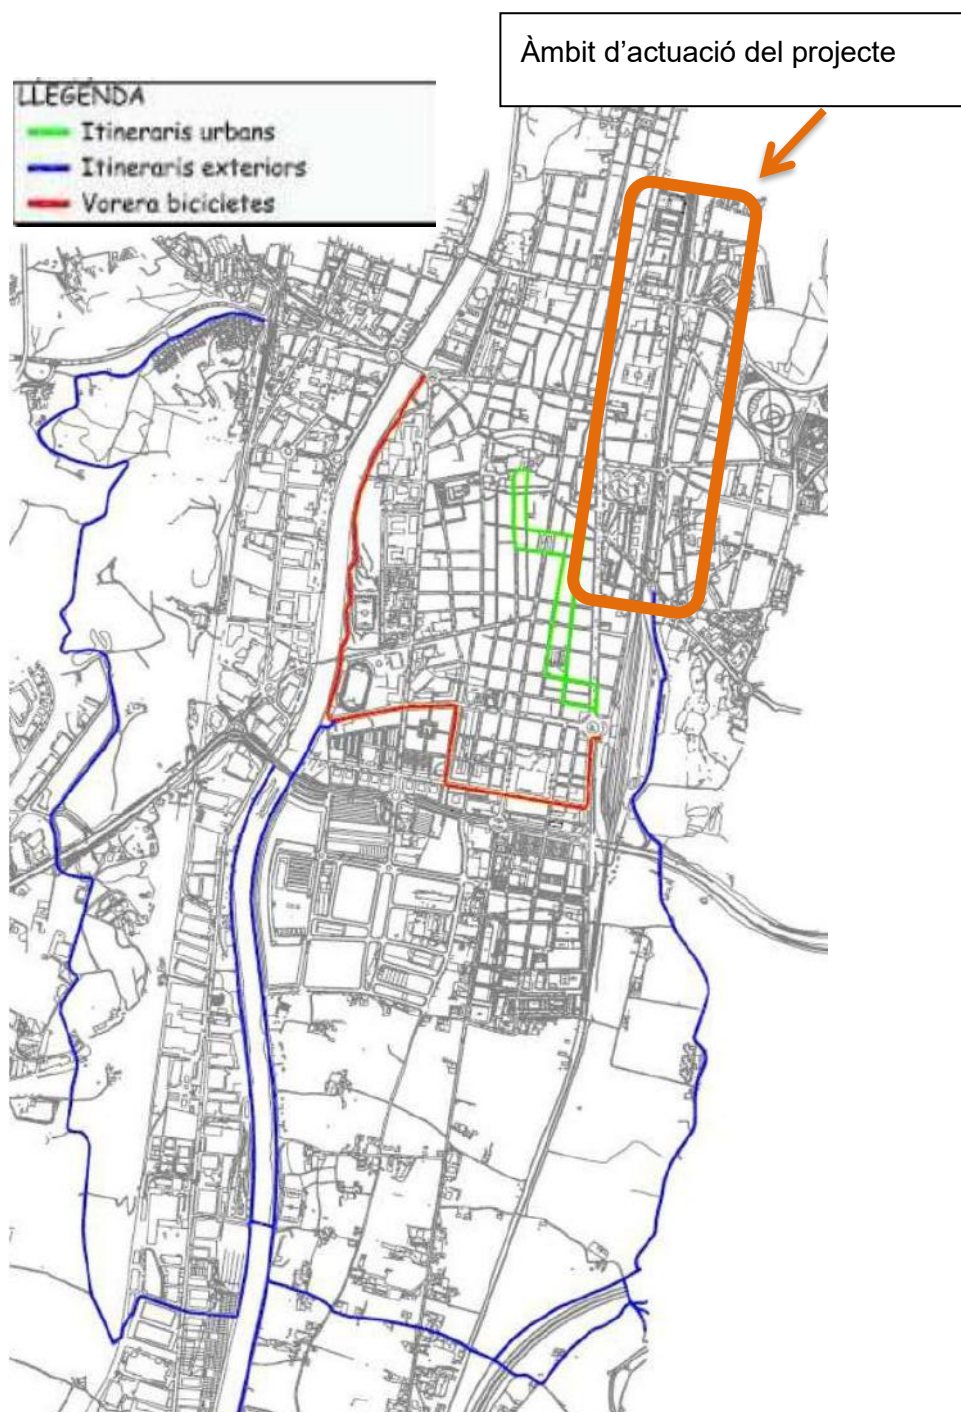 Àmbit d'actuació del projecte
LLEGENDA
Itineraris urbans
Itineraris exteriors
Vorera bicicletes